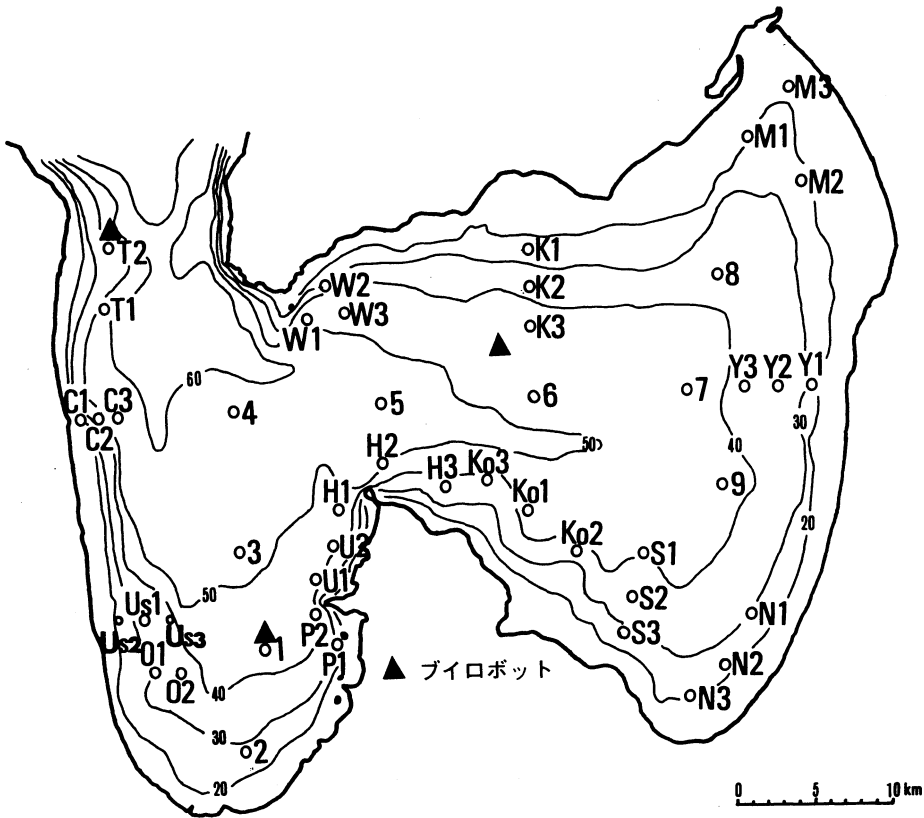 M3
M1
M2
T2
K1
8
W2
K2
T1
W3
K3
W1
Y3 Y2 Y1
60
C1 C3
4
5
6
7
C2
30
H2
50
40
H3 Ko3
9
H1
Ko1
20
U2
Ko2
3
S1
U1
50
S2
Us1
N1
Us2
Us3
P2
S3
O1
1
P1
N2
ブイロボット
O2
40
N3
30
2
20
0 5 10 km